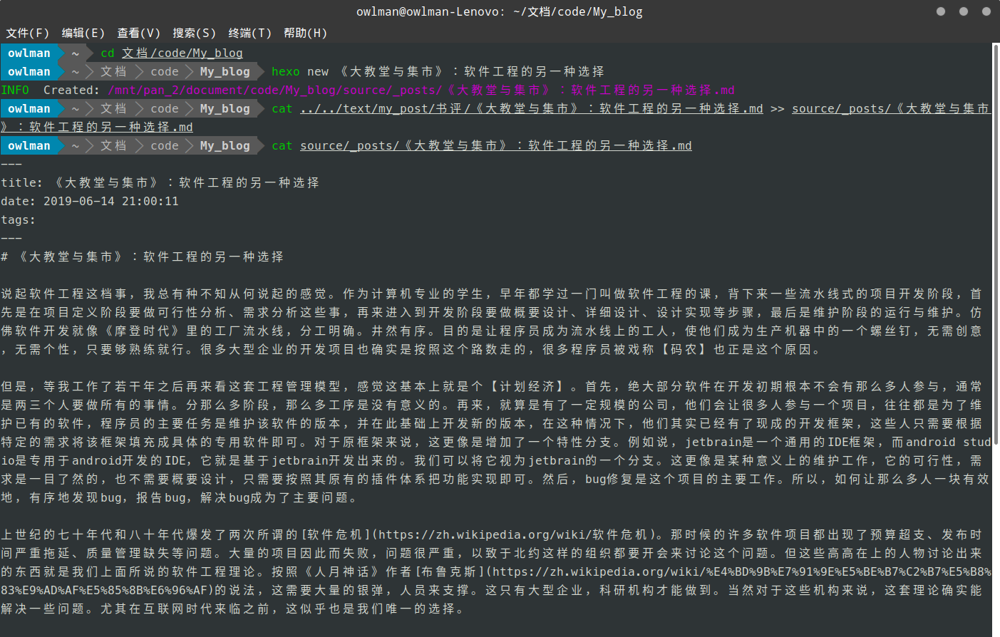 owlman@owlman-Lenovo: ~/文档/code/My_blog
文件(F) 编辑(E) 查看(V) 搜索(S) 终端(T) 帮助(H)
owlman ~ cd 文档/code/My_blog
owlman ~ 文档 code My_blog hexo new 《大教堂与集市》：软件工程的另一种选择
INFO  Created: /mnt/pan_2/document/code/My_blog/source/_posts/《大教堂与集市》：软件工程的另一种选择.md
owlman ~ 文档 code My_blog cat ../../text/my_post/书评/《大教堂与集市》：软件工程的另一种选择.md >> source/_posts/《大教堂与集市
》：软件工程的另一种选择.md
owlman ~ 文档 code My_blog cat source/_posts/《大教堂与集市》：软件工程的另一种选择.md
---
title: 《大教堂与集市》：软件工程的另一种选择
date: 2019-06-14 21:00:11
tags:
---
# 《大教堂与集市》：软件工程的另一种选择
说起软件工程这档事，我总有种不知从何说起的感觉。作为计算机专业的学生，早年都学过一门叫做软件工程的课，背下来一些流水线式的项目开发阶段，首
先是在项目定义阶段要做可行性分析、需求分析这些事，再来进入到开发阶段要做概要设计、详细设计、设计实现等步骤，最后是维护阶段的运行与维护。仿
佛软件开发就像《摩登时代》里的工厂流水线，分工明确。井然有序。目的是让程序员成为流水线上的工人，使他们成为生产机器中的一个螺丝钉，无需创意
，无需个性，只要够熟练就行。很多大型企业的开发项目也确实是按照这个路数走的，很多程序员被戏称【码农】也正是这个原因。
但是，等我工作了若干年之后再来看这套工程管理模型，感觉这基本上就是个【计划经济】。首先，绝大部分软件在开发初期根本不会有那么多人参与，通常
是两三个人要做所有的事情。分那么多阶段，那么多工序是没有意义的。再来，就算是有了一定规模的公司，他们会让很多人参与一个项目，往往都是为了维
护已有的软件，程序员的主要任务是维护该软件的版本，并在此基础上开发新的版本，在这种情况下，他们其实已经有了现成的开发框架，这些人只需要根据
特定的需求将该框架填充成具体的专用软件即可。对于原框架来说，这更像是增加了一个特性分支。例如说，jetbrain是一个通用的IDE框架，而android stud
io是专用于android开发的IDE，它就是基于jetbrain开发出来的。我们可以将它视为jetbrain的一个分支。这更像是某种意义上的维护工作，它的可行性，需
求是一目了然的，也不需要概要设计，只需要按照其原有的插件体系把功能实现即可。然后，bug修复是这个项目的主要工作。所以，如何让那么多人一块有效
地，有序地发现bug，报告bug，解决bug成为了主要问题。
上世纪的七十年代和八十年代爆发了两次所谓的[软件危机](https://zh.wikipedia.org/wiki/软件危机)。那时候的许多软件项目都出现了预算超支、发布时
间严重拖延、质量管理缺失等问题。大量的项目因此而失败，问题很严重，以致于北约这样的组织都要开会来讨论这个问题。但这些高高在上的人物讨论出来
的东西就是我们上面所说的软件工程理论。按照《人月神话》作者[布鲁克斯](https://zh.wikipedia.org/wiki/%E4%BD%9B%E7%91%9E%E5%BE%B7%C2%B7%E5%B8%
83%E9%AD%AF%E5%85%8B%E6%96%AF)的说法，这需要大量的银弹，人员来支撑。这只有大型企业，科研机构才能做到。当然对于这些机构来说，这套理论确实能
解决一些问题。尤其在互联网时代来临之前，这似乎也是我们唯一的选择。